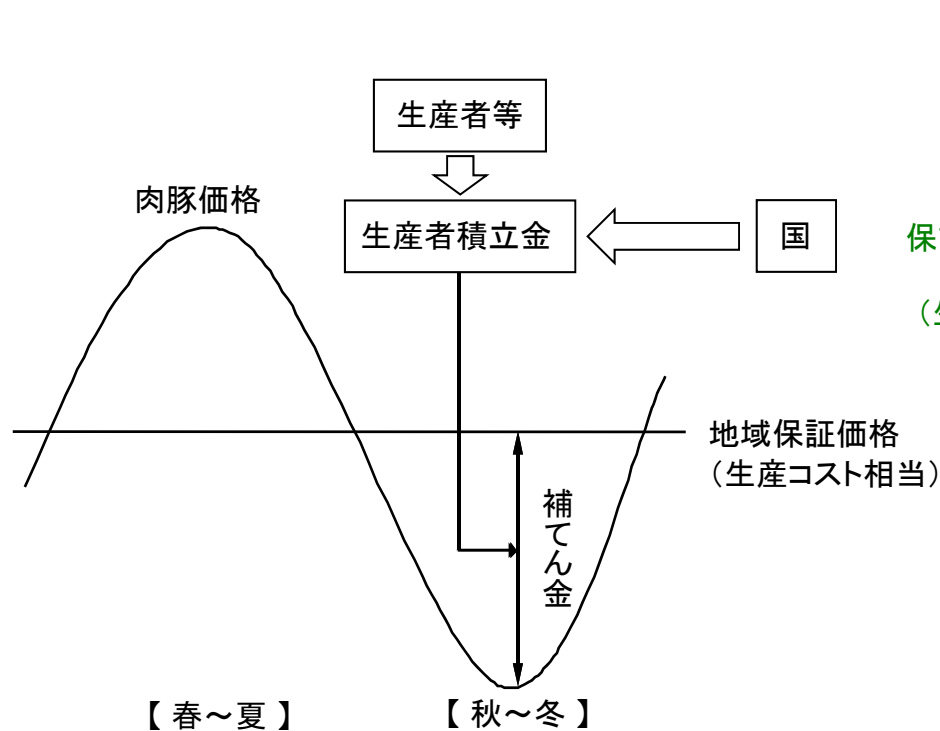 生産者等
肉豚価格
生産者積立金
国
地域保証価格
（生産コスト相当）
補てん金
【 春～夏 】
【 秋～冬 】